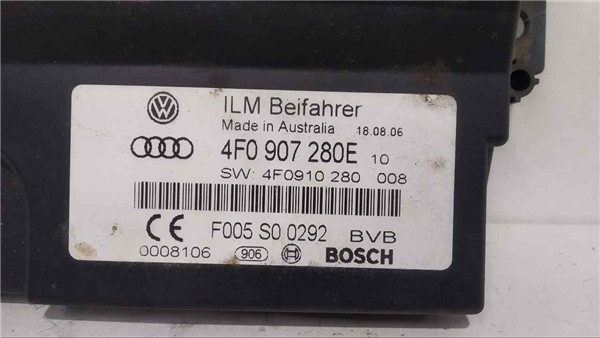 ILM Beifahrer
Made in Australia 18.08.06
4F0 907 280E 10
SW: 4F0910 280 008
F005 S0 0292 BVB
0008106 906 BOSCH